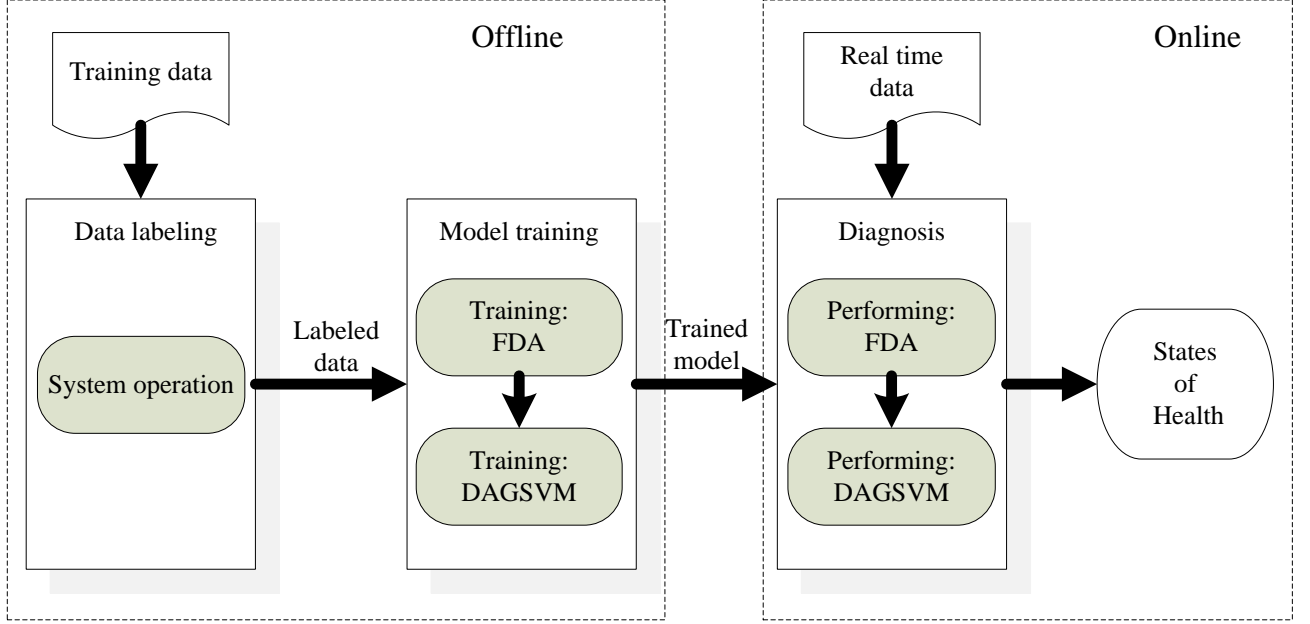 Offline
Training data
Data labeling
System operation
Labeled
data
Model training
Training:
FDA
Training:
DAGSVM
Trained
model
Online
Real time
data
Diagnosis
Performing:
FDA
Performing:
DAGSVM
States
of
Health